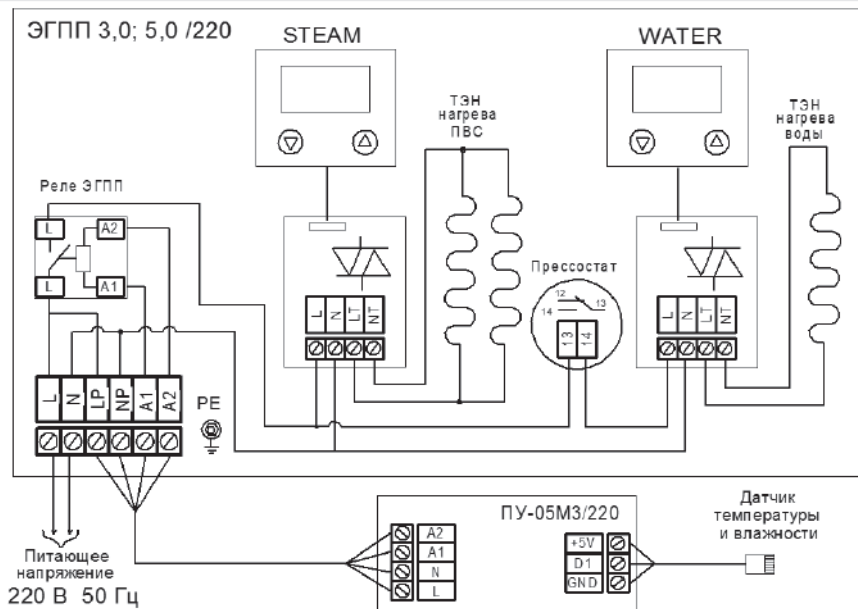 ЭГПП 3,0; 5,0 /220
STEAM
WATER
ТЭН
нагрева
ПВС
ТЭН
нагрева
воды
Реле ЭГПП
L
A2
L
A1
Прессостат
12
13
14
13
14
L
N
LT
NT
L
N
LT
NT
L
N
LP
NP
A1
A2
PE
Питающее
напряжение
220 В 50 Гц
ПУ-05М3/220
A2
A1
N
L
+5V
D1
GND
Датчик
температуры
и влажности